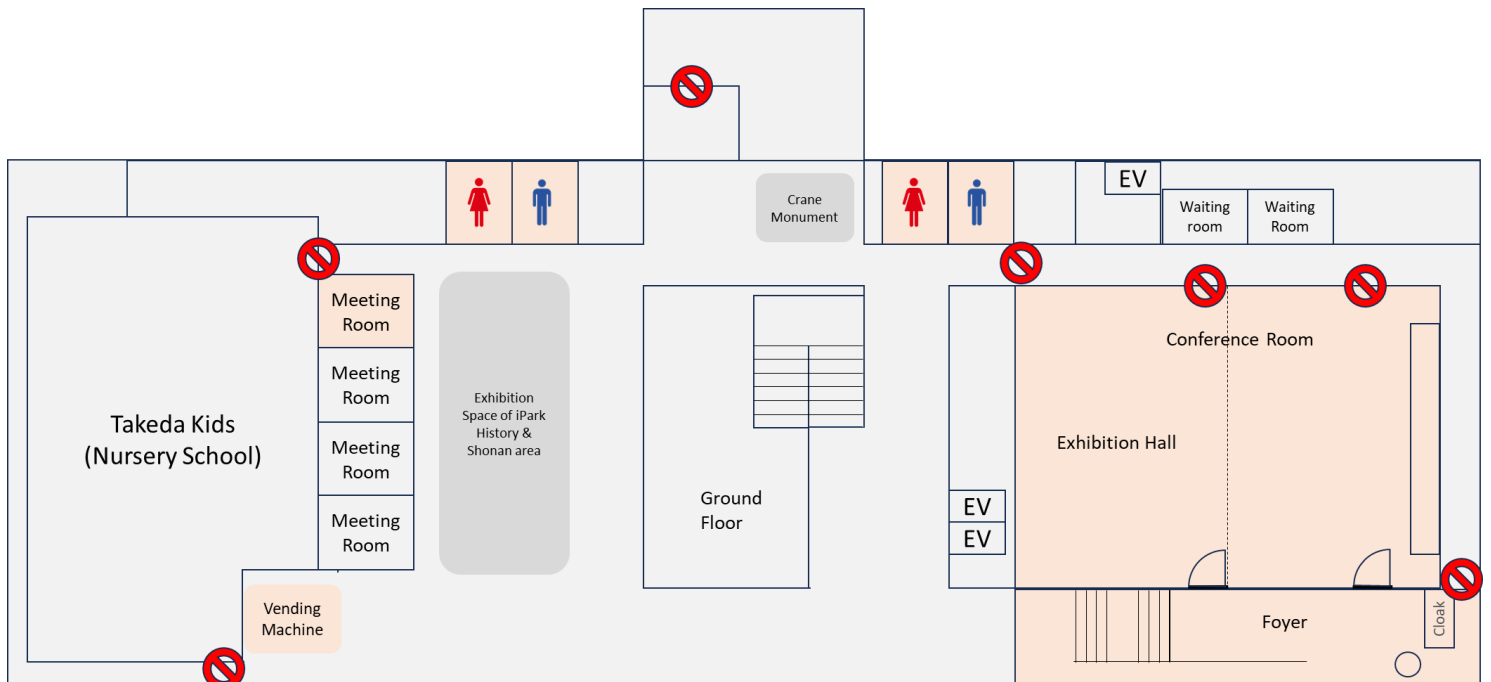 EV
Crane
Monument
Waiting
room
Waiting
Room
Meeting
Room
Meeting
Room
Meeting
Room
Meeting
Room
Takeda Kids
(Nursery School)
Exhibition
Space of iPark
History &
Shonan area
Ground
Floor
Conference Room
Exhibition Hall
EV
EV
Vending
Machine
Foyer
Cloak